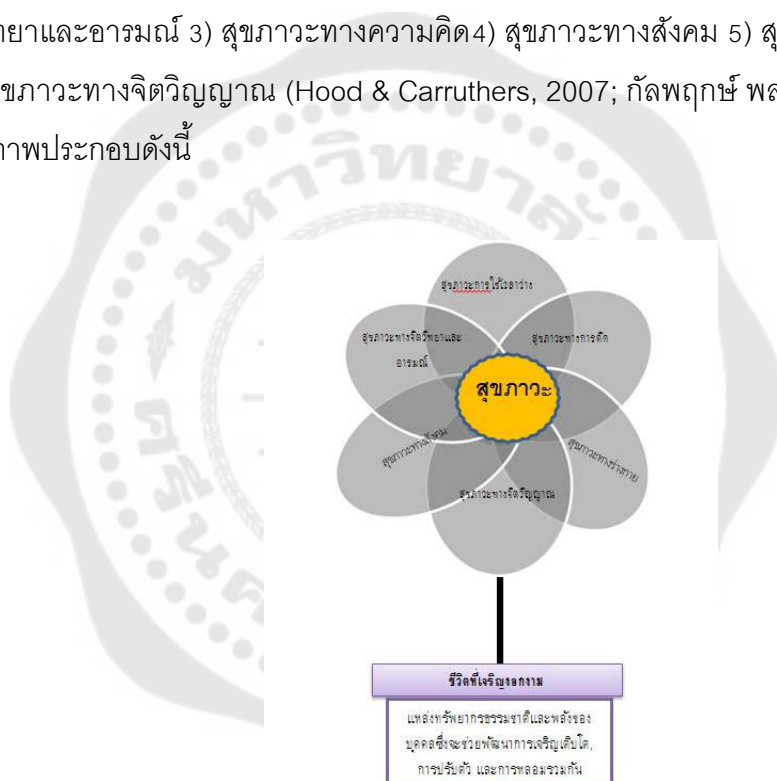 ทยาและอารมณ์ 3) สุขภาวะทางความคิด4) สุขภาวะทางสังคม 5) สุ
ขภาวะทางจิตวิญญาณ (Hood & Carruthers, 2007; กัลพฤกษ์ พล
าพประกอบดังนี้
มหาวิทยาลั
สุขภาวะการใช้เวลาว่าง
สุขภาวะทางจิตวิทยาและ
อารมณ์
สุขภาวะทางการคิด
สุขภาวะ
สุขภาวะทางสังคม
สุขภาวะทางร่างกาย
สุขภาวะทางจิตวิญญาณ
ชีวิตที่เจริญงอกงาม
แหล่งทรัพยากรธรรมชาติและพลังของ
บุคคลซึ่งจะช่วยพัฒนาการเจริญเติบโต,
การปรับตัว และการหลอมรวมกัน